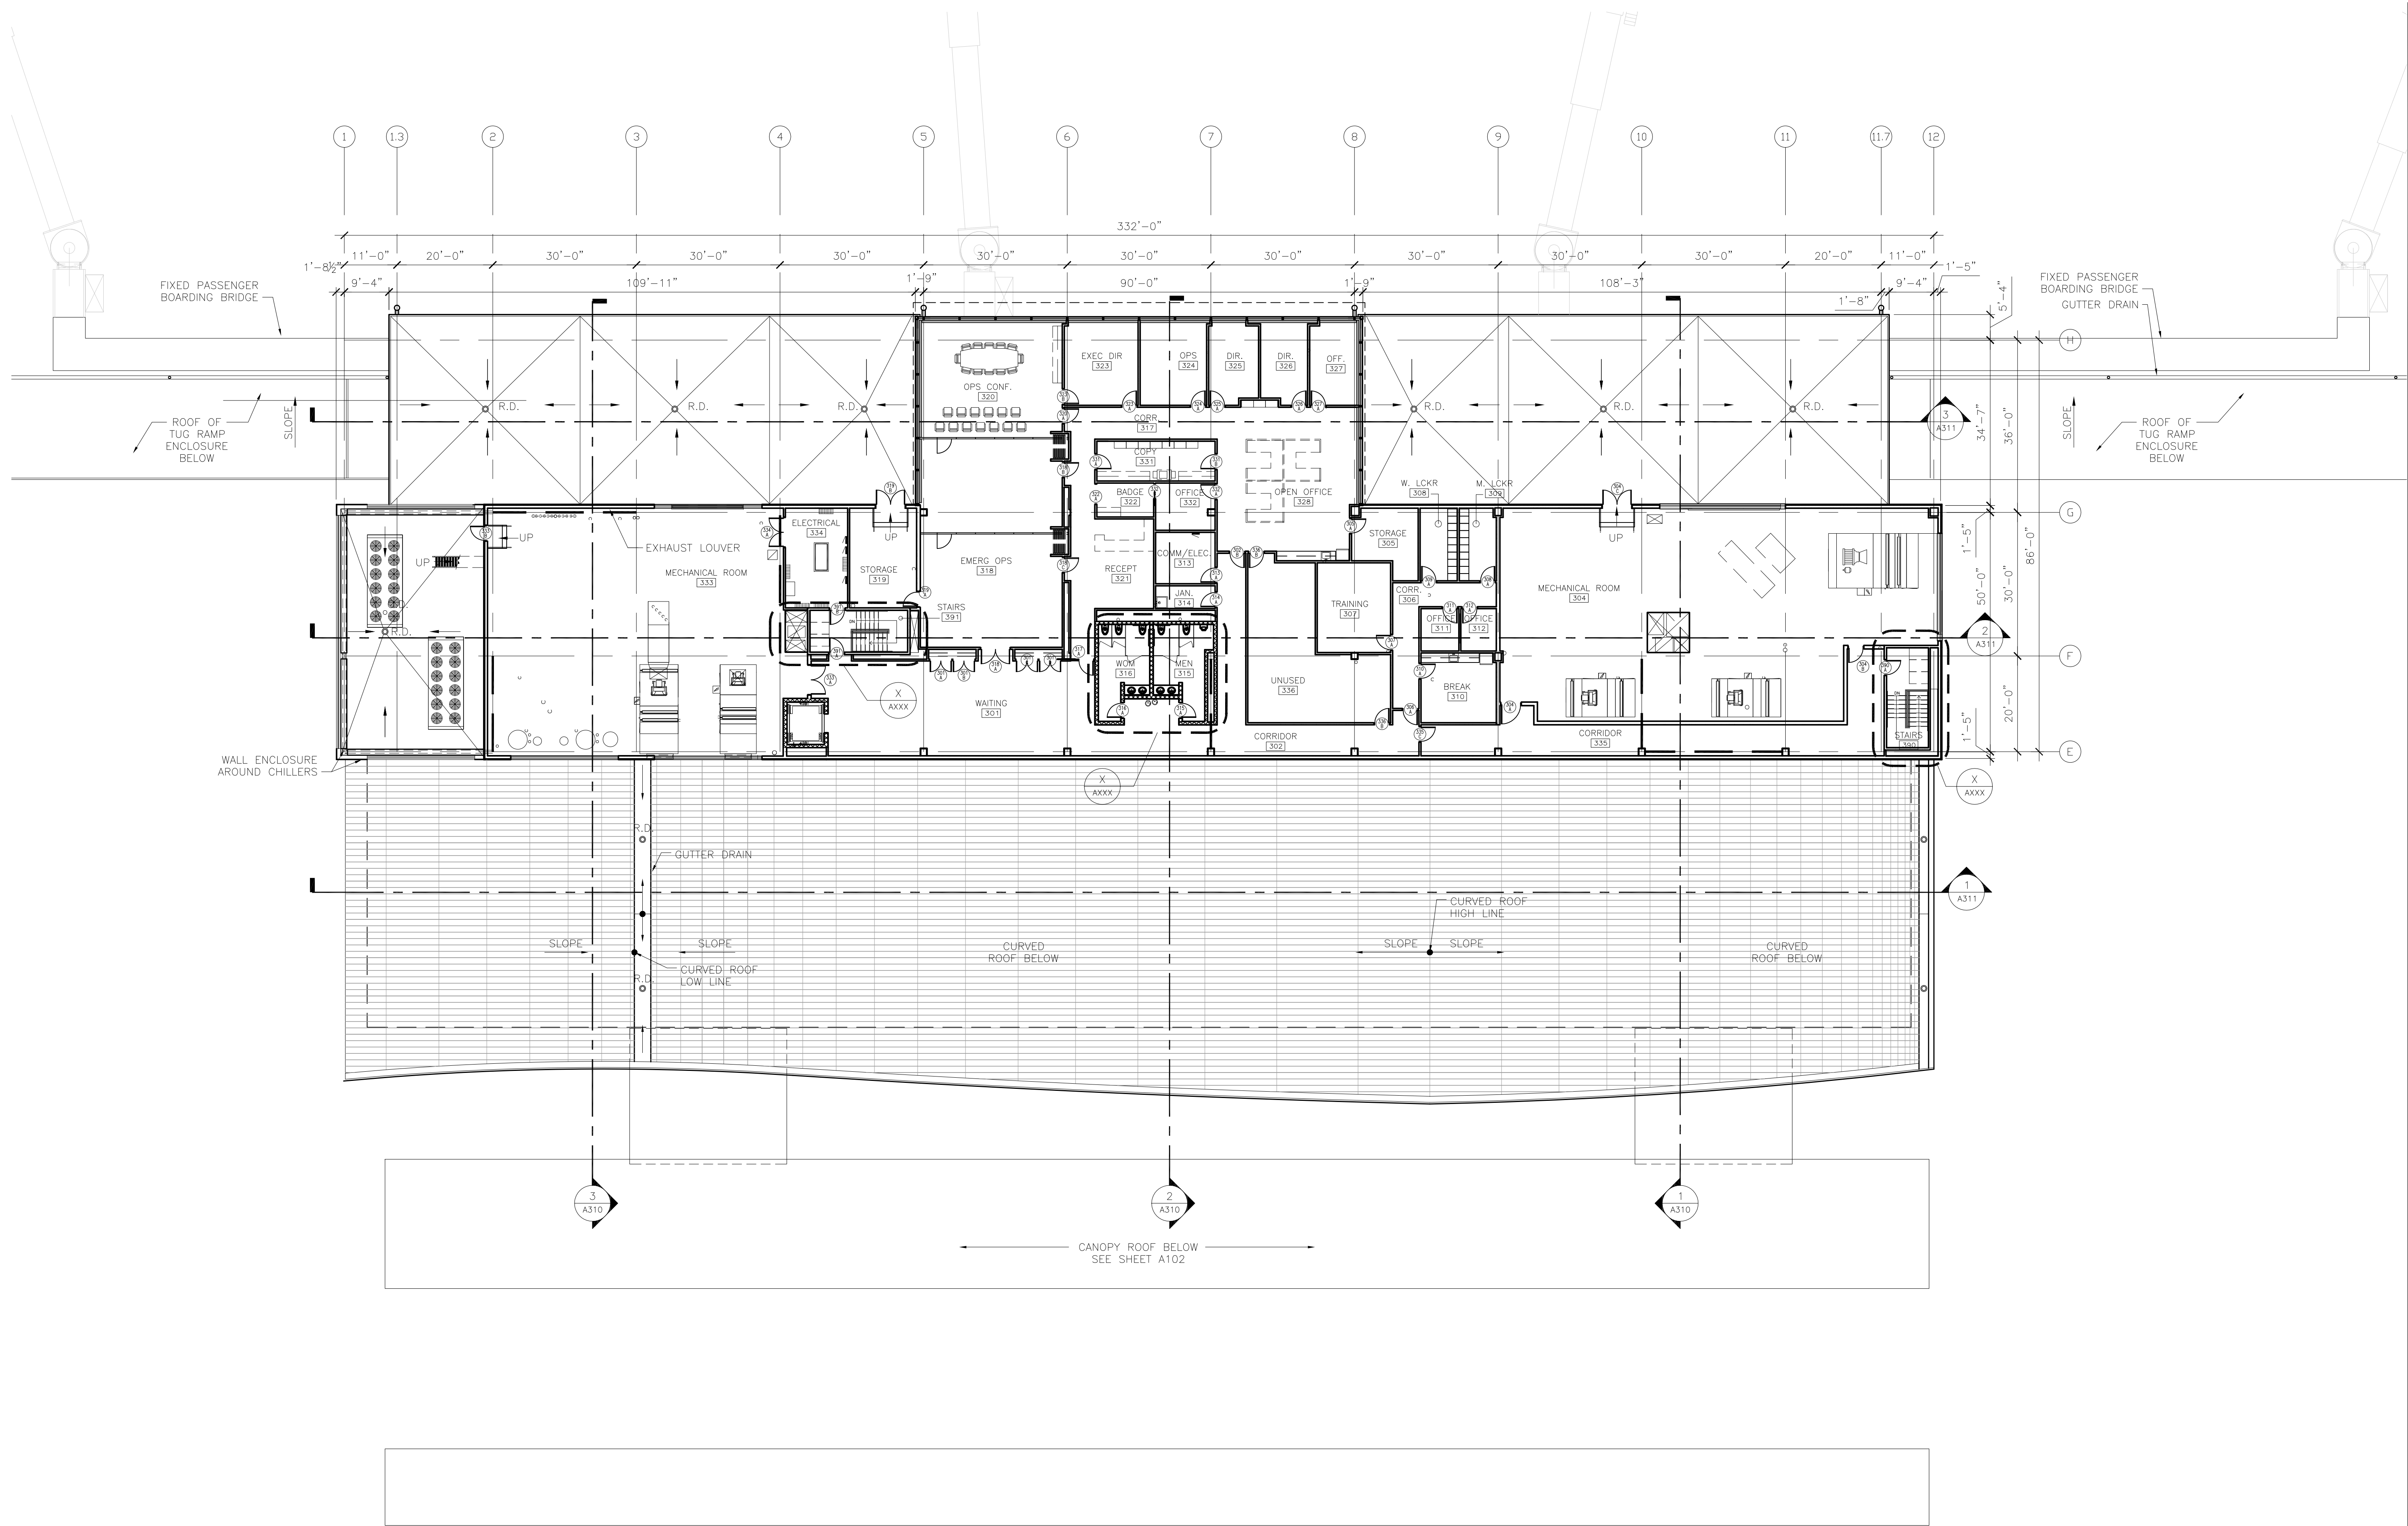 1 1.3 2 3 4 5 6 7 8 9 10 11 11.7 12
332'-0"
11'-0" 20'-0" 30'-0" 30'-0" 30'-0" 30'-0" 30'-0" 30'-0" 30'-0" 30'-0" 30'-0" 20'-0" 11'-0"
1'-8½" 9'-4" 109'-11" 1'-9" 90'-0" 1'-9" 108'-3" 1'-8" 9'-4" 1'-5"
5'-4"
34'-7"
36'-0"
86'-0"
1'-5"
50'-0"
30'-0"
20'-0"
1'-5"
H
G
F
E
FIXED PASSENGER
BOARDING BRIDGE
ROOF OF
TUG RAMP
ENCLOSURE
BELOW
SLOPE
FIXED PASSENGER
BOARDING BRIDGE
GUTTER DRAIN
SLOPE
ROOF OF
TUG RAMP
ENCLOSURE
BELOW
R.D. R.D. R.D. R.D. R.D. R.D.
3
A311
OPS CONF.
320
EXEC DIR
323
OPS
324
DIR.
325
DIR.
326
OFF.
327
CORR.
317
COPY
331
BADGE
322
OFFICE
332
OPEN OFFICE
328
COMM/ELEC.
313
RECEPT
321
JAN.
314
EMERG OPS
318
STAIRS
391
ELECTRICAL
334
STORAGE
319
UP
UP
UP
EXHAUST LOUVER
MECHANICAL ROOM
333
R.D.
WALL ENCLOSURE
AROUND CHILLERS
DN
WOM
316
MEN
315
WAITING
301
CORRIDOR
302
UNUSED
336
TRAINING
307
STORAGE
305
W. LCKR
308
M. LCKR
309
CORR.
306
OFFICE
311
OFFICE
312
BREAK
310
MECHANICAL ROOM
304
UP
CORRIDOR
335
DN
STAIRS
390
2
A311
X
AXXX
X
AXXX
X
AXXX
R.D.
GUTTER DRAIN
1
A311
CURVED ROOF
HIGH LINE
SLOPE SLOPE
CURVED
ROOF BELOW
SLOPE SLOPE
CURVED
ROOF BELOW
CURVED ROOF
LOW LINE
R.D.
3
A310
2
A310
1
A310
CANOPY ROOF BELOW
SEE SHEET A102